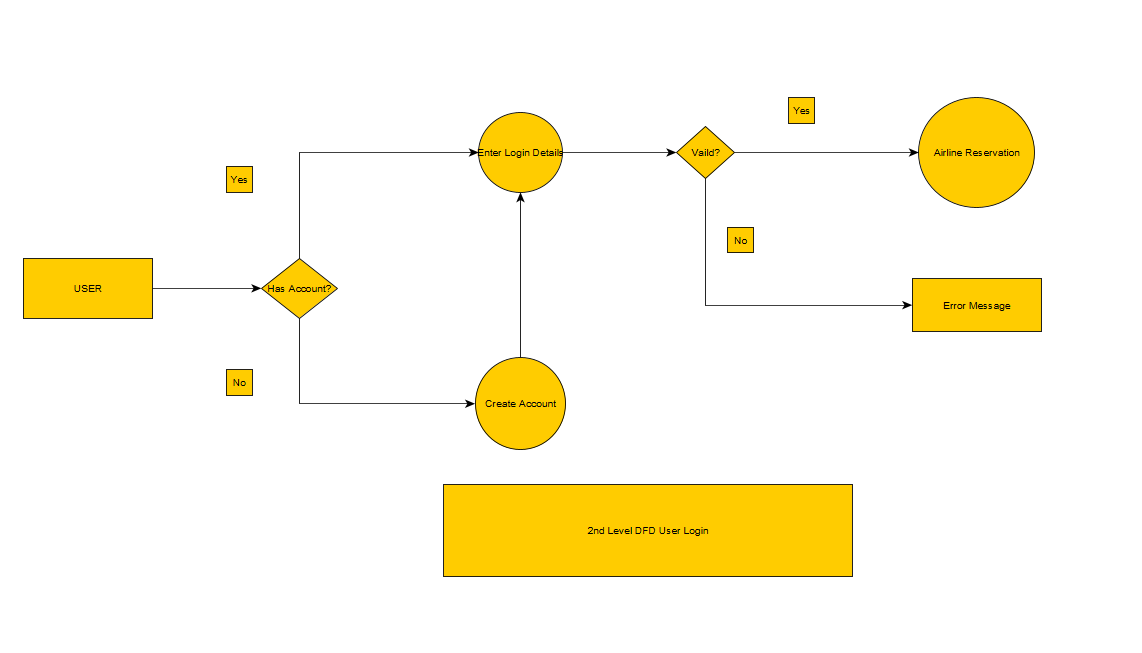 Yes
Enter Login Details
Vaild?
Airline Reservation
Yes
No
USER
Has Account?
Error Message
No
Create Account
2nd Level DFD User Login